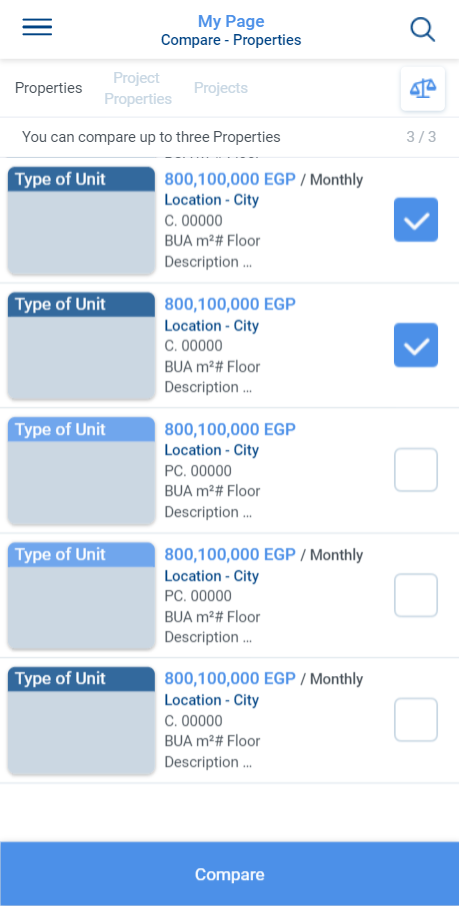 My Page
Compare - Properties
Properties
Project
Properties
Projects
You can compare up to three Properties
3 / 3
Type of Unit
800,100,000 EGP / Monthly
Location - City
C. 00000
BUA m²# Floor
Description ...
Type of Unit
800,100,000 EGP
Location - City
C. 00000
BUA m²# Floor
Description ...
Type of Unit
800,100,000 EGP
Location - City
PC. 00000
BUA m²# Floor
Description ...
Type of Unit
800,100,000 EGP / Monthly
Location - City
PC. 00000
BUA m²# Floor
Description ...
Type of Unit
800,100,000 EGP / Monthly
Location - City
C. 00000
BUA m²# Floor
Description ...
Compare